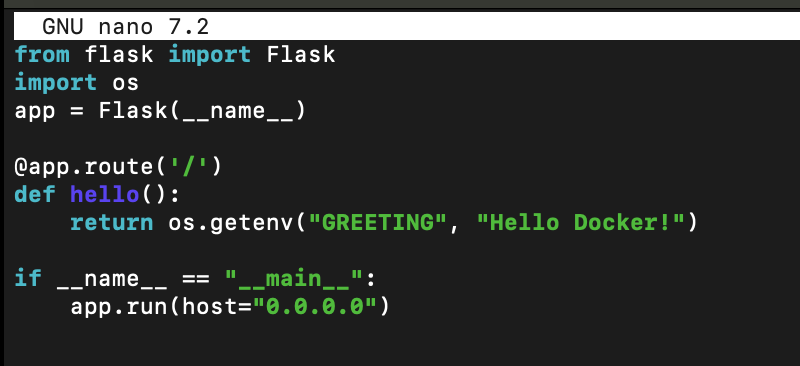 GNU nano 7.2
from flask import Flask
import os
app = Flask(__name__)

@app.route('/')
def hello():
    return os.getenv("GREETING", "Hello Docker!")

if __name__ == "__main__":
    app.run(host="0.0.0.0")